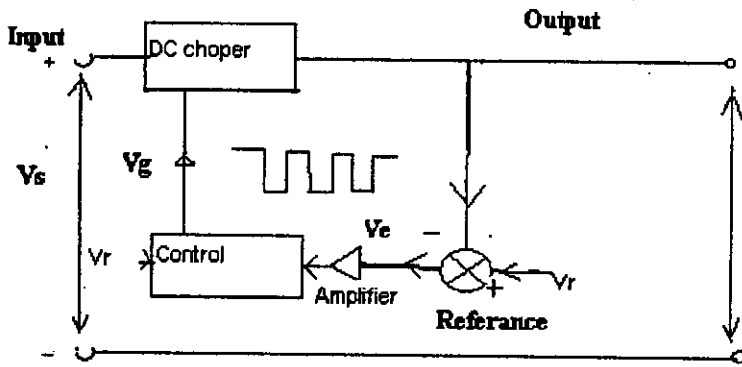 Input
Output
+
DC choper
Vg
Vs
Ve
−
Vr
Control
Amplifier
+
Vr
Referance
−